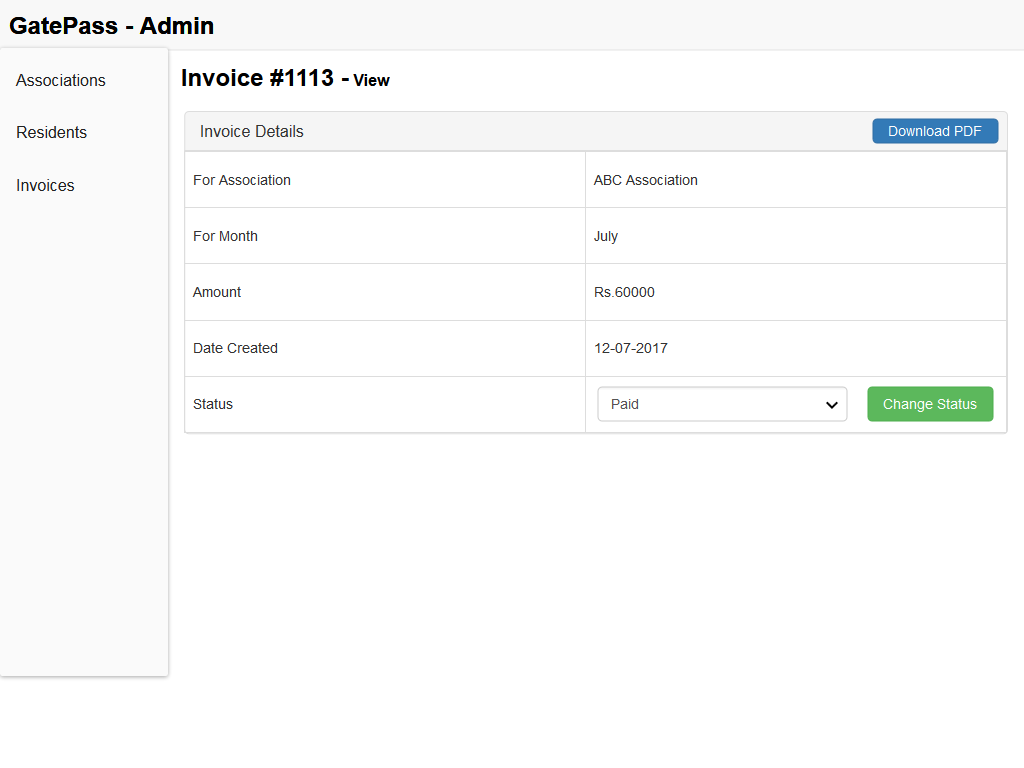 GatePass - Admin
Associations
Residents
Invoices
Invoice #1113 - View
Invoice Details
Download PDF
For Association
ABC Association
For Month
July
Amount
Rs.60000
Date Created
12-07-2017
Status
Paid
Change Status